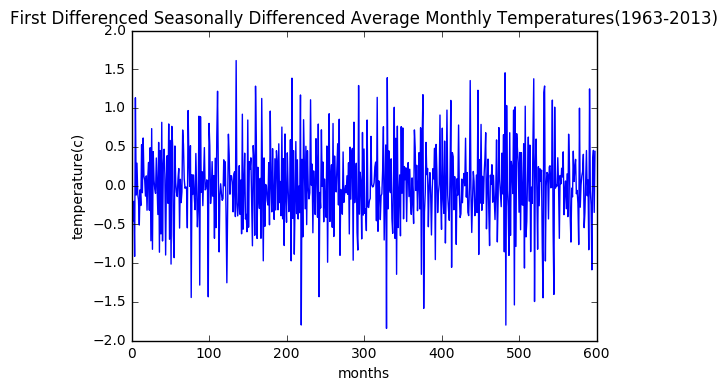 First Differenced Seasonally Differenced Average Monthly Temperatures(1963-2013)
2.0
1.5
1.0
0.5
0.0
−0.5
−1.0
−1.5
−2.0
temperature(c)
0 100 200 300 400 500 600
months